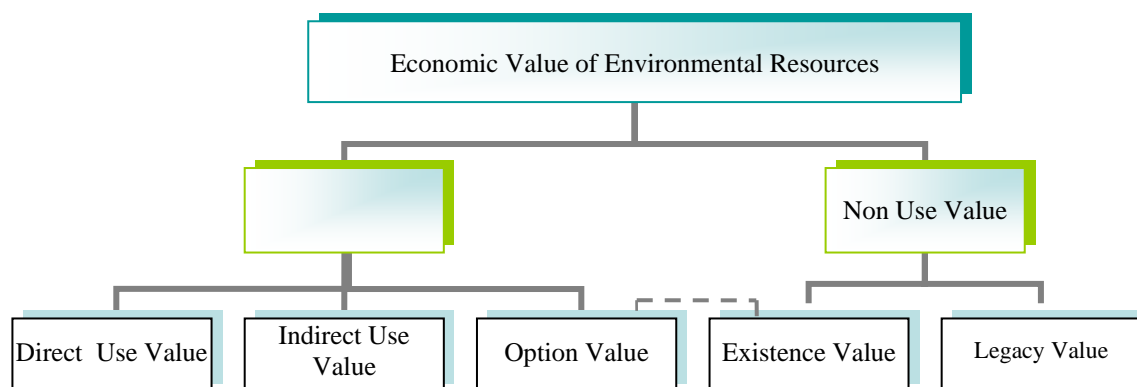 Economic Value of Environmental Resources
Non Use Value
Direct Use Value
Indirect Use
Value
Option Value
Existence Value
Legacy Value